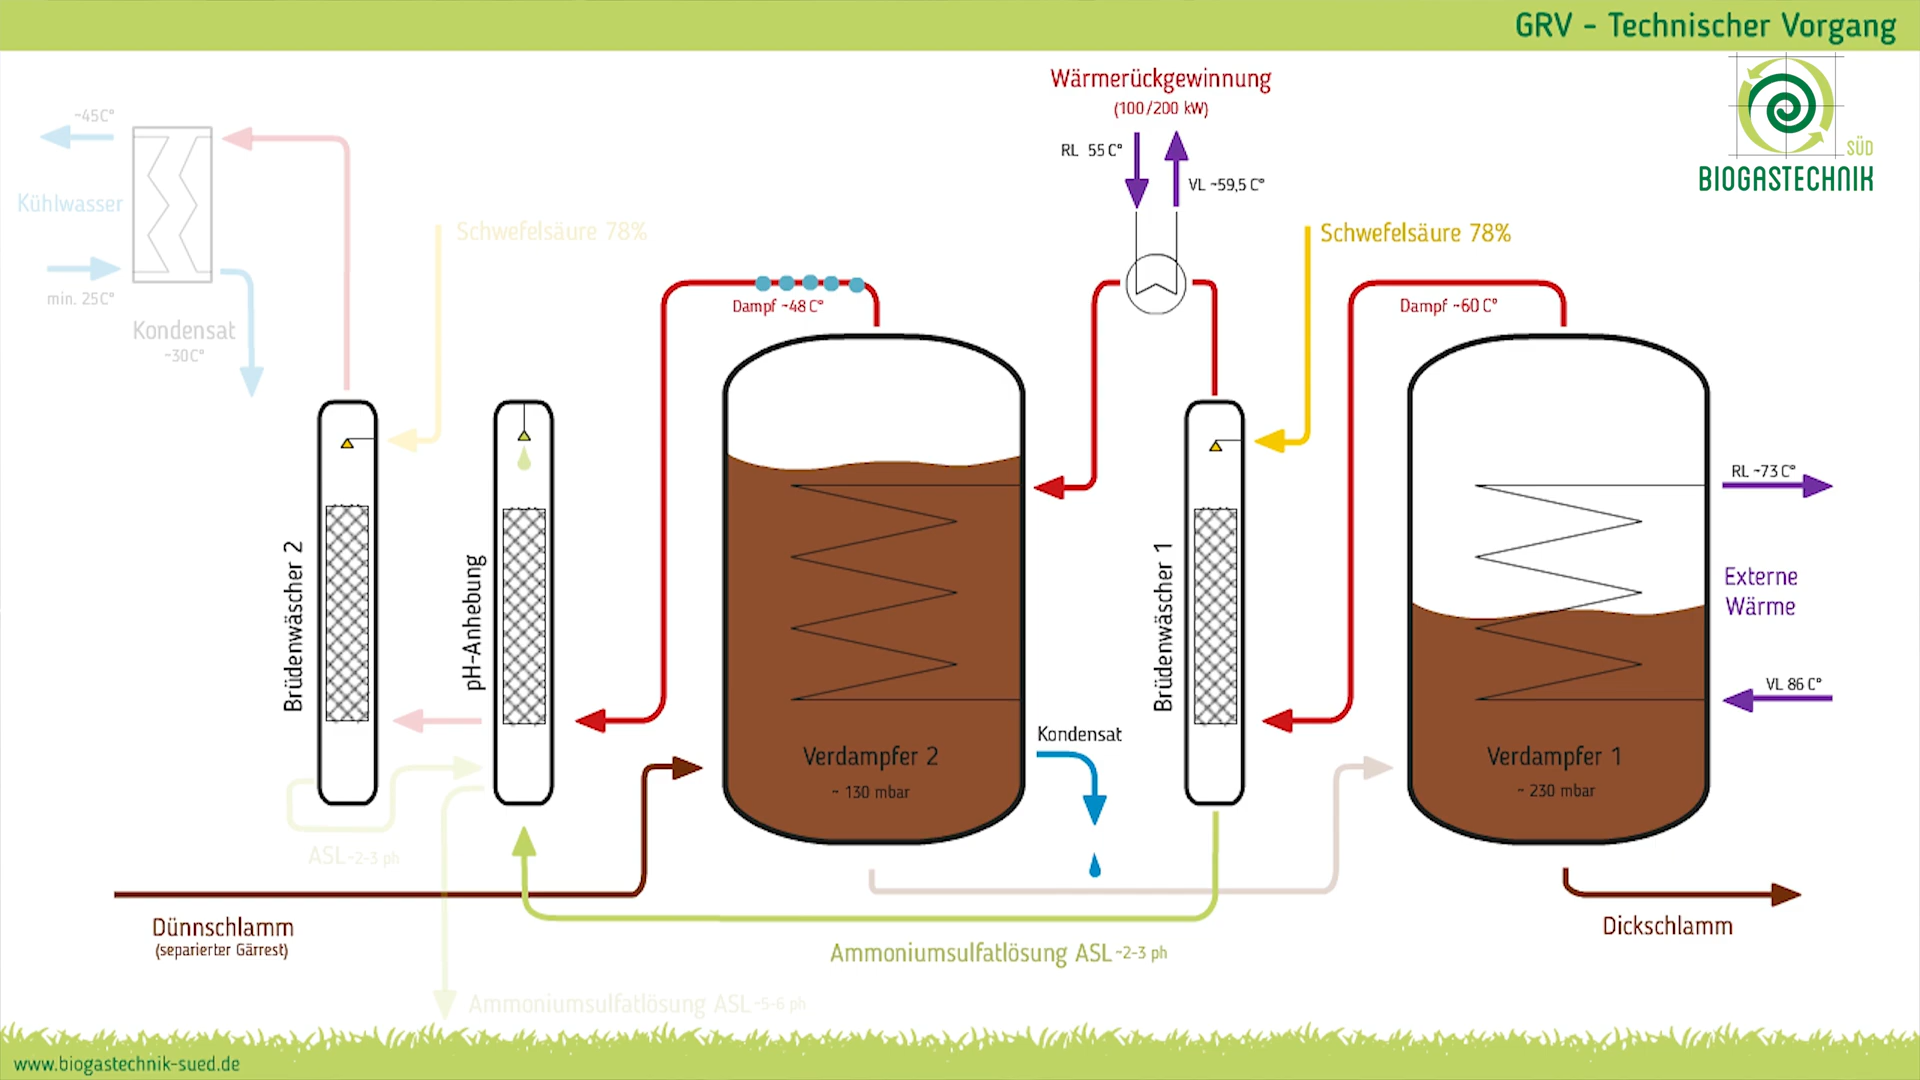 GRV - Technischer Vorgang
SÜD
BIOGASTECHNIK
Wärmerückgewinnung
(100/200 kW)
RL 55 C°
VL ~59,5 C°
~45C°
Kühlwasser
min. 25C°
Kondensat
~30C°
Schwefelsäure 78%
Dampf ~48 C°
Schwefelsäure 78%
Dampf ~60 C°
RL ~73 C°
Externe
Wärme
VL 86 C°
Brüdenwäscher 2
pH-Anhebung
Brüdenwäscher 1
Verdampfer 2
~ 130 mbar
Kondensat
Verdampfer 1
~ 230 mbar
ASL ~2-3 ph
Dünnschlamm
(separierter Gärrest)
Ammoniumsulfatlösung ASL ~2-3 ph
Dickschlamm
Ammoniumsulfatlösung ASL ~5-6 ph
www.biogastechnik-sued.de